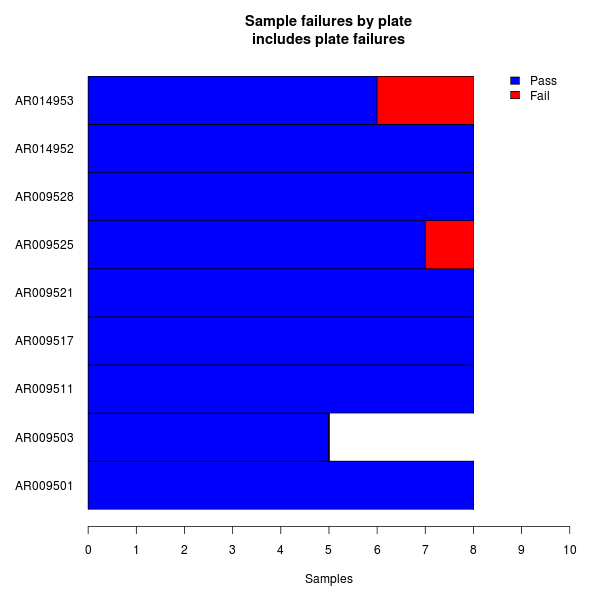 Sample failures by plate
includes plate failures
Pass
Fail
AR014953
AR014952
AR009528
AR009525
AR009521
AR009517
AR009511
AR009503
AR009501
0 1 2 3 4 5 6 7 8 9 10
Samples